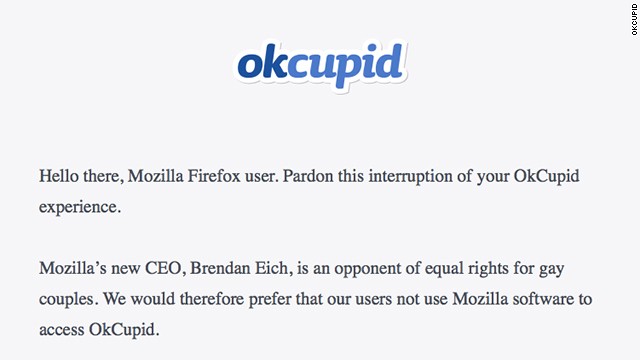 OKCUPID
okcupid
Hello there, Mozilla Firefox user. Pardon this interruption of your OkCupid
experience.
Mozilla's new CEO, Brendan Eich, is an opponent of equal rights for gay
couples. We would therefore prefer that our users not use Mozilla software to
access OkCupid.